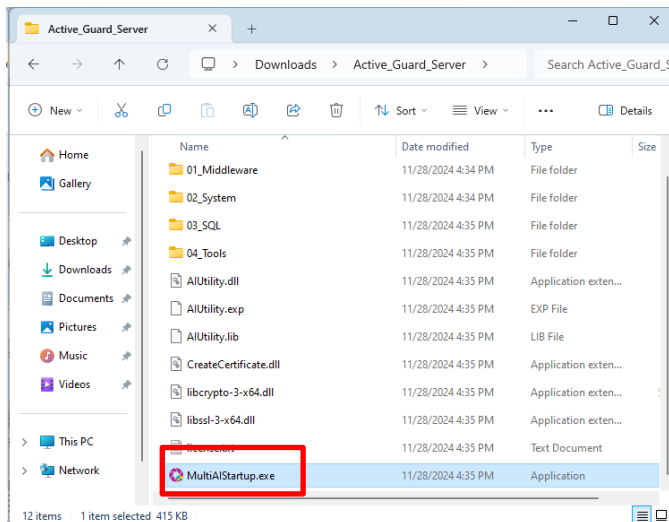 Active_Guard_Server
Downloads > Active_Guard_Server > Search Active_Guard_S
New Sort View ... Details
Name Date modified Type Size
Home
Gallery
Desktop
Downloads
Documents
Pictures
Music
Videos
This PC
Network
01_Middleware 11/28/2024 4:34 PM File folder
02_System 11/28/2024 4:34 PM File folder
03_SQL 11/28/2024 4:35 PM File folder
04_Tools 11/28/2024 4:35 PM File folder
AIUtility.dll 11/28/2024 4:35 PM Application exten...
AIUtility.exp 11/28/2024 4:35 PM EXP File
AIUtility.lib 11/28/2024 4:35 PM LIB File
CreateCertificate.dll 11/28/2024 4:35 PM Application exten...
libcrypto-3-x64.dll 11/28/2024 4:35 PM Application exten...
libssl-3-x64.dll 11/28/2024 4:35 PM Application exten...
11/28/2024 4:35 PM Text Document
MultiAIStartup.exe 11/28/2024 4:35 PM Application
12 items 1 item selected 415 KB